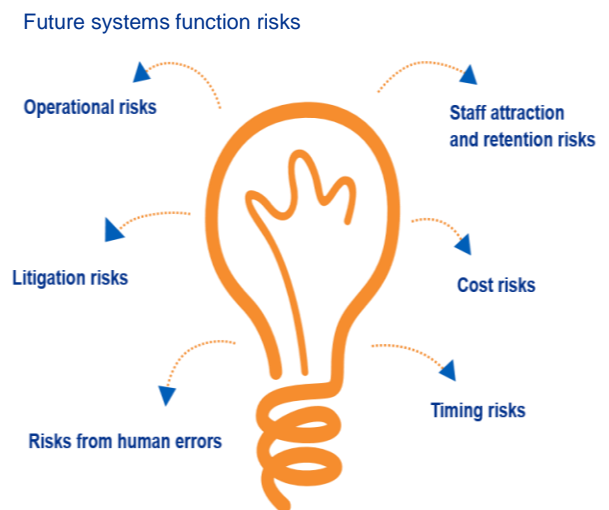 Future systems function risks
Operational risks
Staff attraction
and retention risks
Litigation risks
Cost risks
Risks from human errors
Timing risks